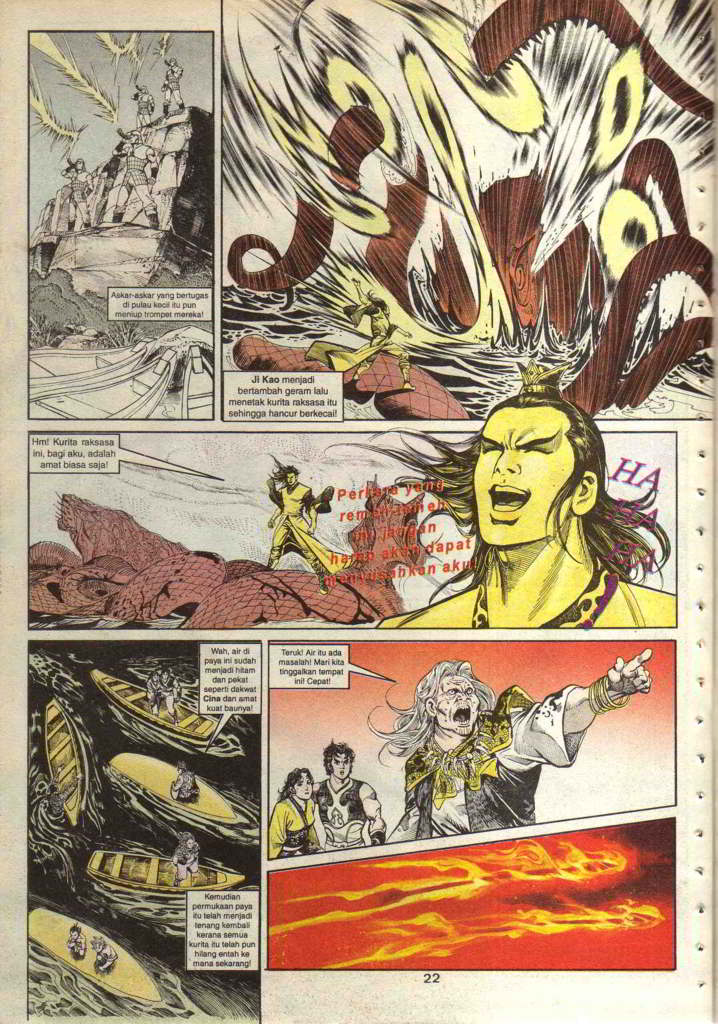 Askar-askar yang bertugas
di pulau kecil itu pun
meniup trompet mereka!
Ji Kao menjadi
bertambah geram lalu
menetak kurita raksasa itu
sehingga hancur berkecai!
Hm! Kurita raksasa
ini, bagi aku, adalah
amat biasa saja!
Perkara yang
remeh-temeh
ini, jangan
harap akan dapat
menyusahkan aku!
HA
HA
HA
Wah, air di
paya ini sudah
menjadi hitam
dan pekat
seperti dakwat
Cina dan amat
kuat baunya!
Teruk! Air itu ada
masalah! Mari kita
tinggalkan tempat
ini! Cepat!
Kemudian
permukaan paya
itu telah menjadi
tenang kembali
kerana semua
kurita itu telah pun
hilang entah ke
mana sekarang!
22